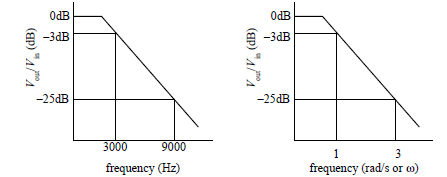 0dB
–3dB
–25dB
Vout/Vin (dB)
3000 9000
frequency (Hz)
0dB
–3dB
–25dB
Vout/Vin (dB)
1 3
frequency (rad/s or ω)